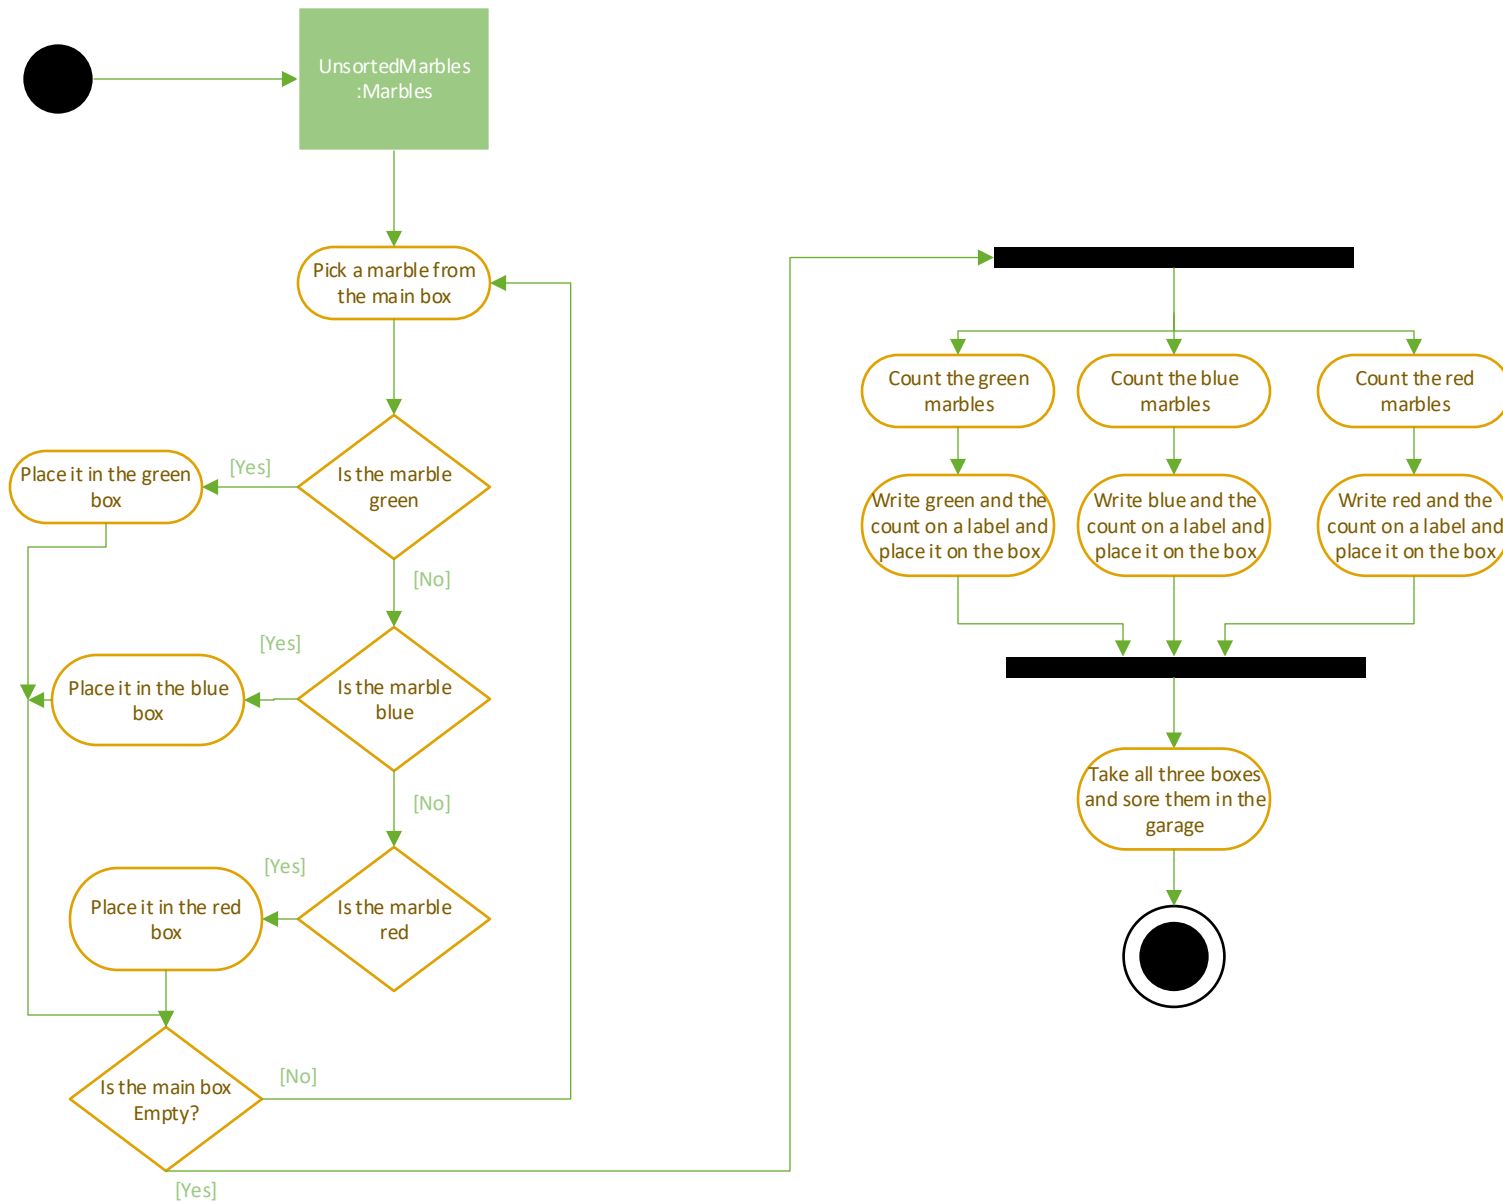 UnsortedMarbles
:Marbles
Pick a marble from
the main box
Is the marble
green
[Yes]
Place it in the green
box
[No]
Is the marble
blue
[Yes]
Place it in the blue
box
[No]
Is the marble
red
[Yes]
Place it in the red
box
Is the main box
Empty?
[No]
[Yes]
Count the green
marbles
Count the blue
marbles
Count the red
marbles
Write green and the
count on a label and
place it on the box
Write blue and the
count on a label and
place it on the box
Write red and the
count on a label and
place it on the box
Take all three boxes
and sore them in the
garage